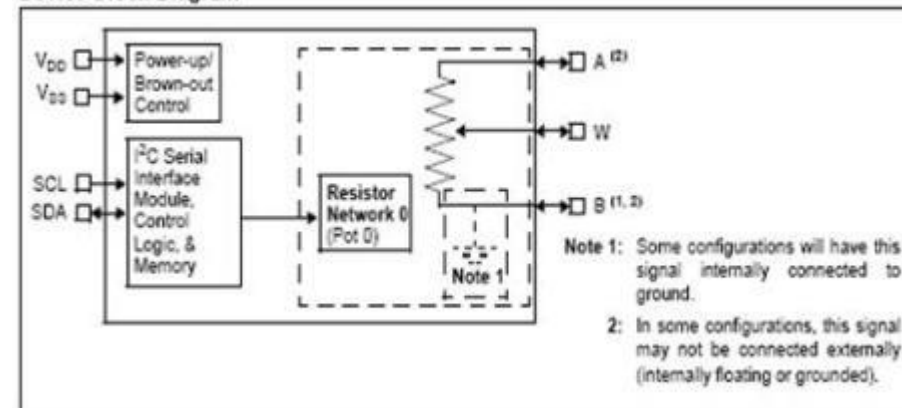 V_DD
Power-up/
Brown-out
Control
V_SS
I²C Serial
Interface
Module,
Control
Logic, &
Memory
SCL
SDA
Resistor
Network 0
(Pot 0)
Note 1
A (2)
W
B (1, 2)
Note 1: Some configurations will have this
signal internally connected to
ground.
2: In some configurations, this signal
may not be connected externally
(internally floating or grounded).